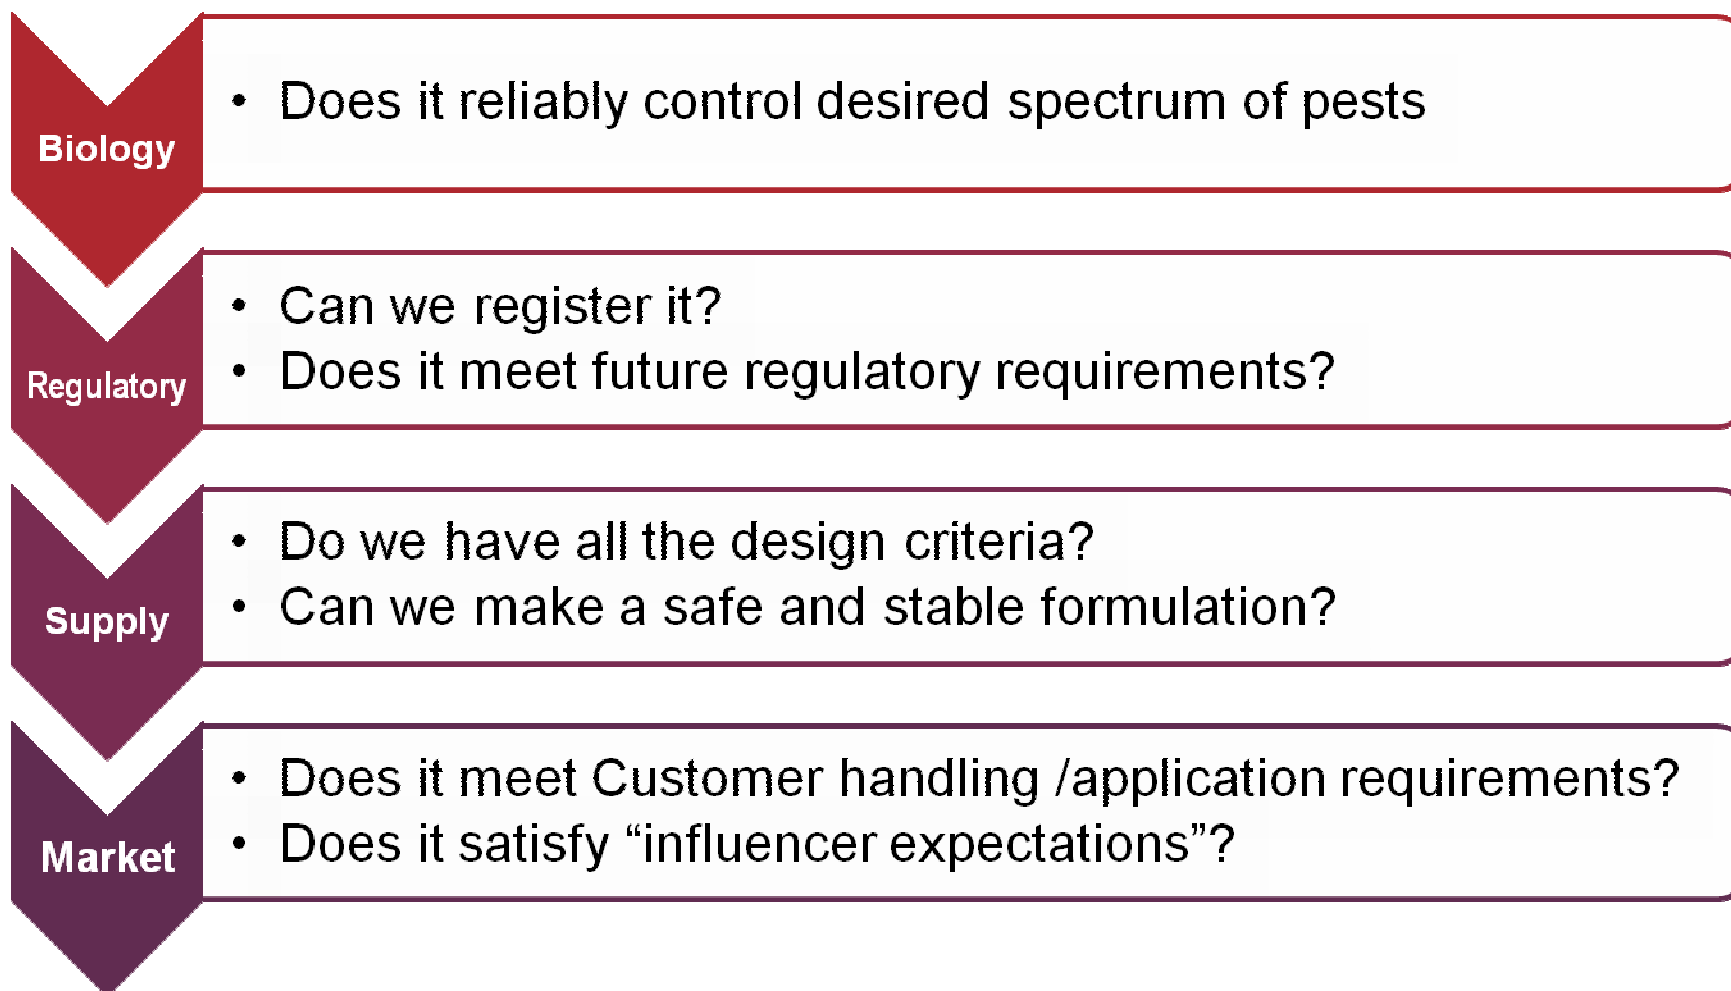 Biology
• Does it reliably control desired spectrum of pests
Regulatory
• Can we register it?
• Does it meet future regulatory requirements?
Supply
• Do we have all the design criteria?
• Can we make a safe and stable formulation?
Market
• Does it meet Customer handling /application requirements?
• Does it satisfy “influencer expectations”?